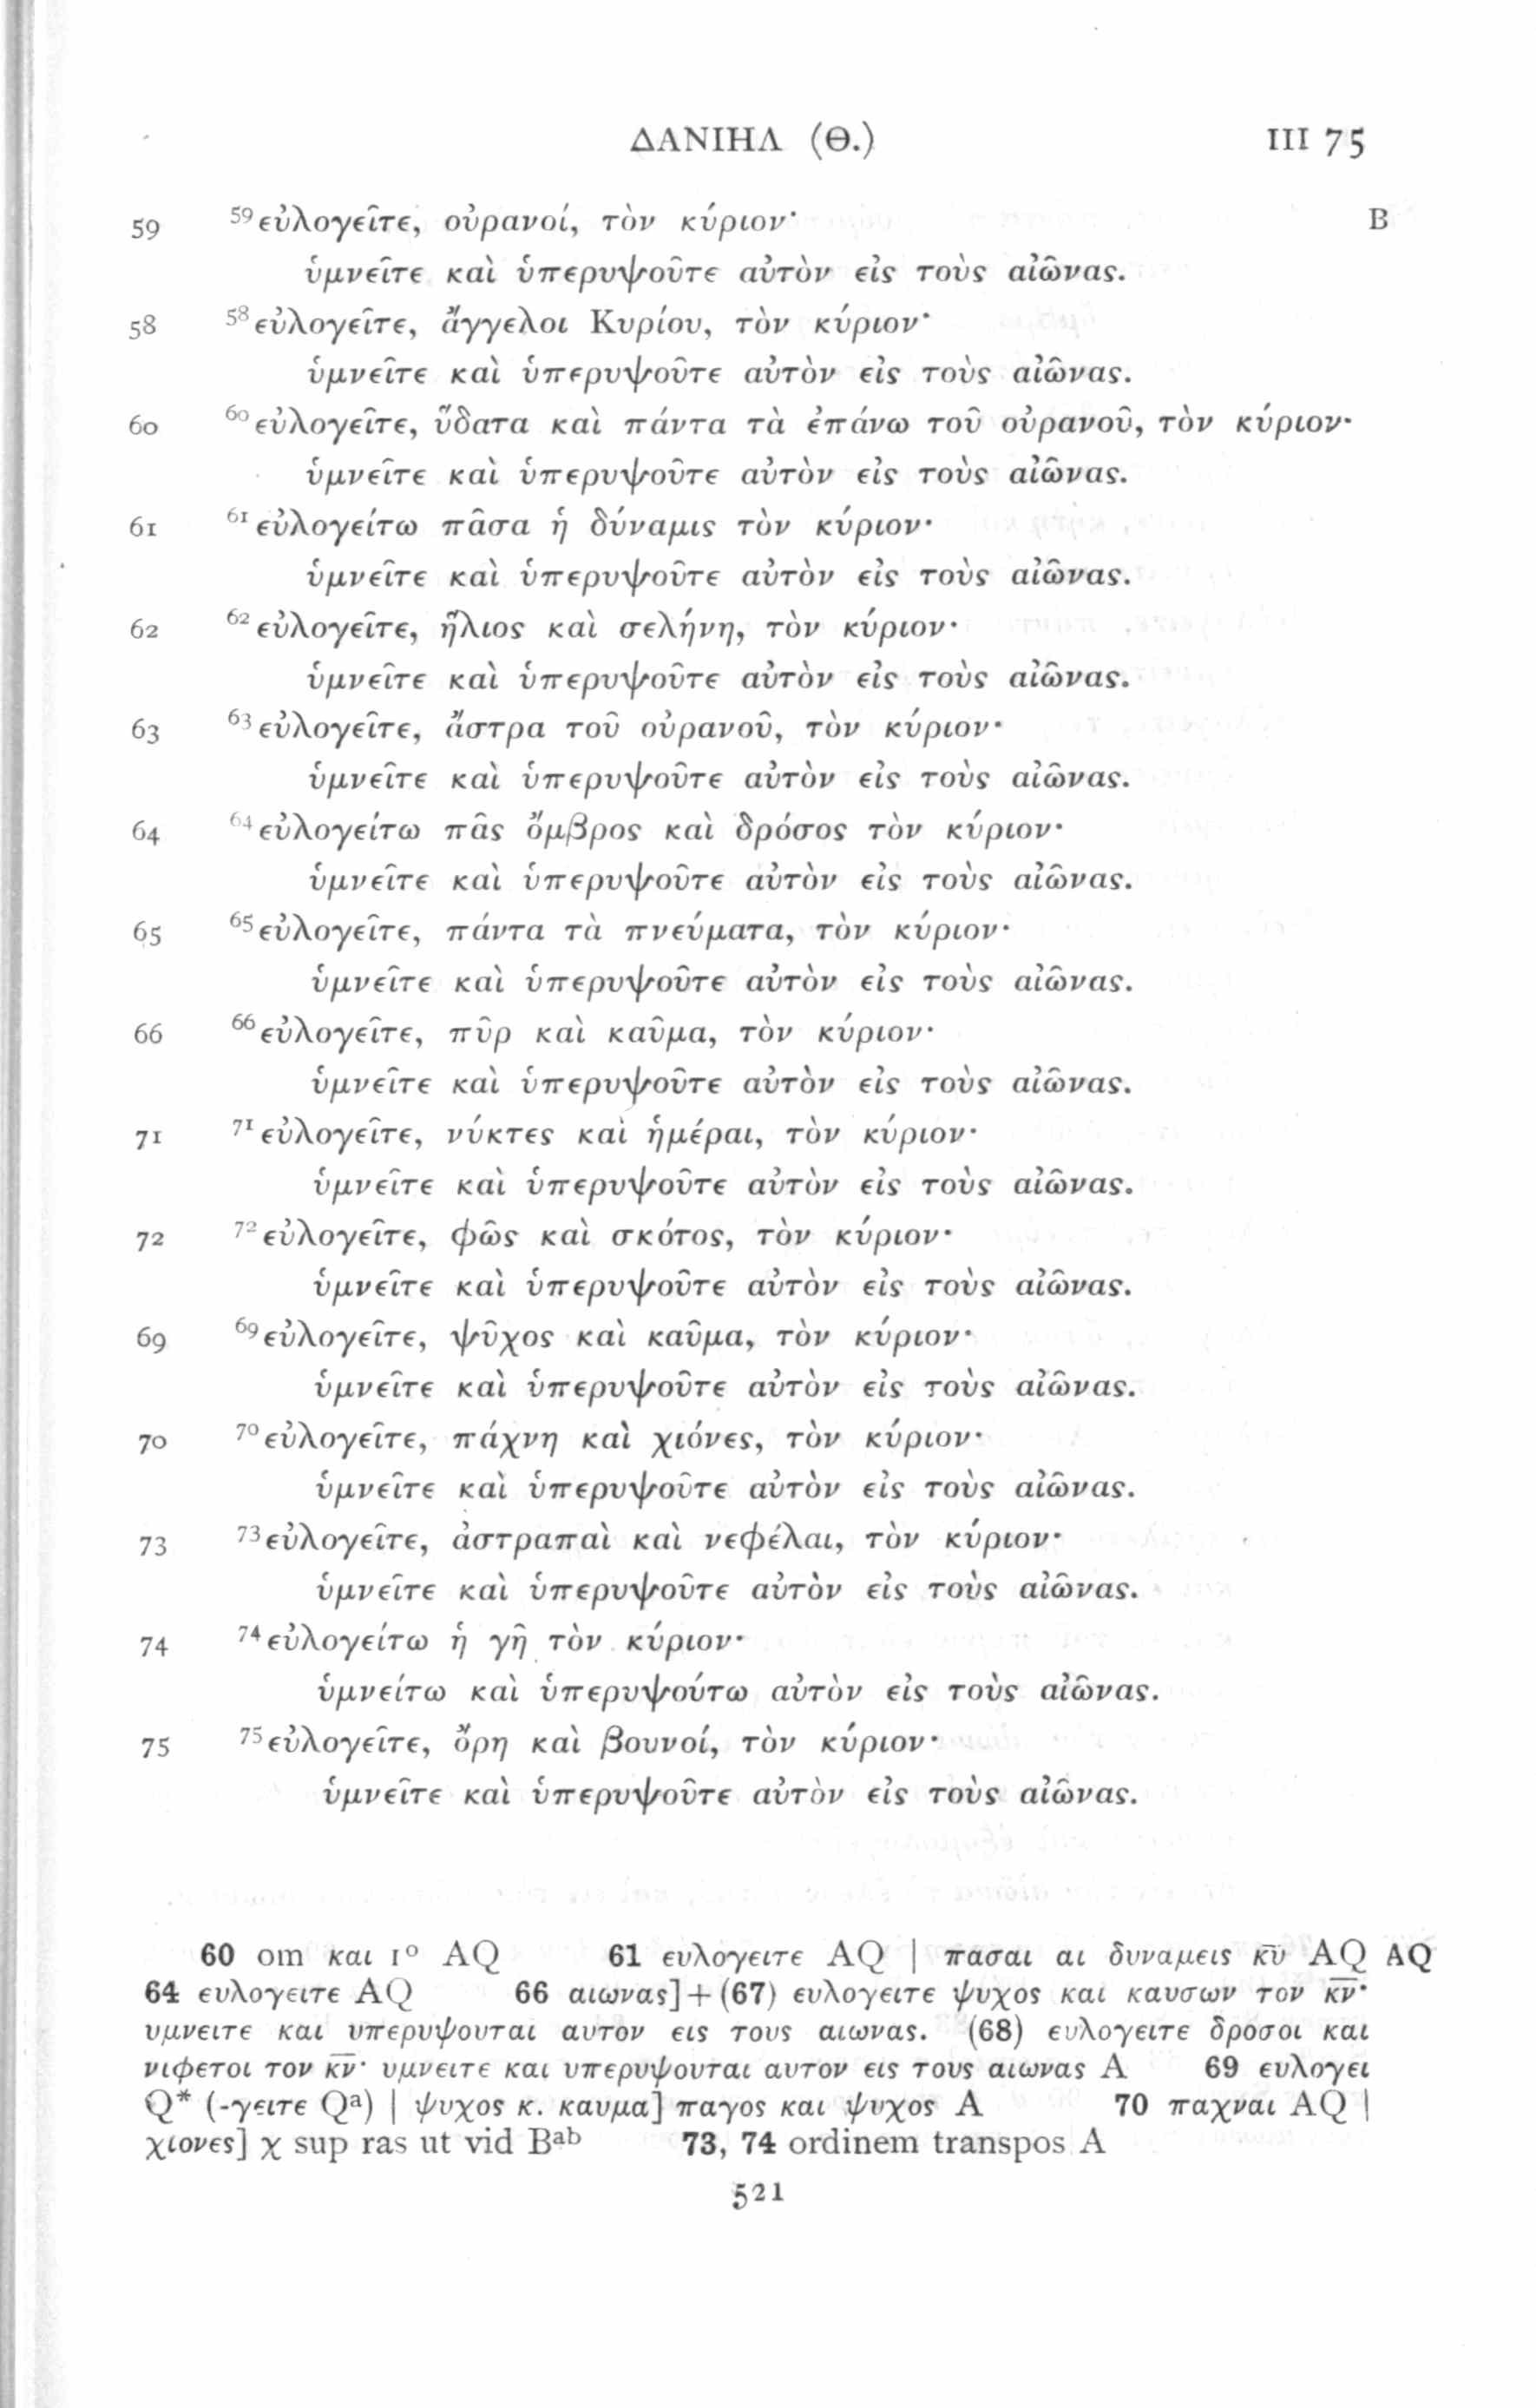 ΔΑΝΙΗΛ (Θ.) III 75
59 ⁵⁹εὐλογεῖτε, οὐρανοί, τὸν κύριον· B
ὑμνεῖτε καὶ ὑπερυψοῦτε αὐτὸν εἰς τοὺς αἰῶνας.
58 ⁵⁸εὐλογεῖτε, ἄγγελοι Κυρίου, τὸν κύριον·
ὑμνεῖτε καὶ ὑπερυψοῦτε αὐτὸν εἰς τοὺς αἰῶνας.
60 ⁶⁰εὐλογεῖτε, ὕδατα καὶ πάντα τὰ ἐπάνω τοῦ οὐρανοῦ, τὸν κύριον·
ὑμνεῖτε καὶ ὑπερυψοῦτε αὐτὸν εἰς τοὺς αἰῶνας.
61 ⁶¹εὐλογείτω πᾶσα ἡ δύναμις τὸν κύριον·
ὑμνεῖτε καὶ ὑπερυψοῦτε αὐτὸν εἰς τοὺς αἰῶνας.
62 ⁶²εὐλογεῖτε, ἥλιος καὶ σελήνη, τὸν κύριον·
ὑμνεῖτε καὶ ὑπερυψοῦτε αὐτὸν εἰς τοὺς αἰῶνας.
63 ⁶³εὐλογεῖτε, ἄστρα τοῦ οὐρανοῦ, τὸν κύριον·
ὑμνεῖτε καὶ ὑπερυψοῦτε αὐτὸν εἰς τοὺς αἰῶνας.
64 ⁶⁴εὐλογείτω πᾶς ὄμβρος καὶ δρόσος τὸν κύριον·
ὑμνεῖτε καὶ ὑπερυψοῦτε αὐτὸν εἰς τοὺς αἰῶνας.
65 ⁶⁵εὐλογεῖτε, πάντα τὰ πνεύματα, τὸν κύριον·
ὑμνεῖτε καὶ ὑπερυψοῦτε αὐτὸν εἰς τοὺς αἰῶνας.
66 ⁶⁶εὐλογεῖτε, πῦρ καὶ καῦμα, τὸν κύριον·
ὑμνεῖτε καὶ ὑπερυψοῦτε αὐτὸν εἰς τοὺς αἰῶνας.
71 ⁷¹εὐλογεῖτε, νύκτες καὶ ἡμέραι, τὸν κύριον·
ὑμνεῖτε καὶ ὑπερυψοῦτε αὐτὸν εἰς τοὺς αἰῶνας.
72 ⁷²εὐλογεῖτε, φῶς καὶ σκότος, τὸν κύριον·
ὑμνεῖτε καὶ ὑπερυψοῦτε αὐτὸν εἰς τοὺς αἰῶνας.
69 ⁶⁹εὐλογεῖτε, ψῦχος καὶ καῦμα, τὸν κύριον·
ὑμνεῖτε καὶ ὑπερυψοῦτε αὐτὸν εἰς τοὺς αἰῶνας.
70 ⁷⁰εὐλογεῖτε, πάχνη καὶ χιόνες, τὸν κύριον·
ὑμνεῖτε καὶ ὑπερυψοῦτε αὐτὸν εἰς τοὺς αἰῶνας.
73 ⁷³εὐλογεῖτε, ἀστραπαὶ καὶ νεφέλαι, τὸν κύριον·
ὑμνεῖτε καὶ ὑπερυψοῦτε αὐτὸν εἰς τοὺς αἰῶνας.
74 ⁷⁴εὐλογείτω ἡ γῆ τὸν κύριον·
ὑμνείτω καὶ ὑπερυψούτω αὐτὸν εἰς τοὺς αἰῶνας.
75 ⁷⁵εὐλογεῖτε, ὄρη καὶ βουνοί, τὸν κύριον·
ὑμνεῖτε καὶ ὑπερυψοῦτε αὐτὸν εἰς τοὺς αἰῶνας.
60 om και 1⁰ AQ 61 ευλογειτε AQ | πασαι αι δυναμεις κ̅υ̅ AQ AQ
64 ευλογειτε AQ 66 αιωνας]+(67) ευλογειτε ψυχος και καυσων τον κ̅ν̅·
υμνειτε και υπερυψουται αυτον εις τους αιωνας. (68) ευλογειτε δροσοι και
νιφετοι τον κ̅ν̅· υμνειτε και υπερυψουται αυτον εις τους αιωνας A 69 ευλογει
Q* (-γειτε Qᵃ) | ψυχος κ. καυμα] παγος και ψυχος A 70 παχναι AQ |
χιονες] χ sup ras ut vid Bᵃᵇ 73, 74 ordinem transpos A
521